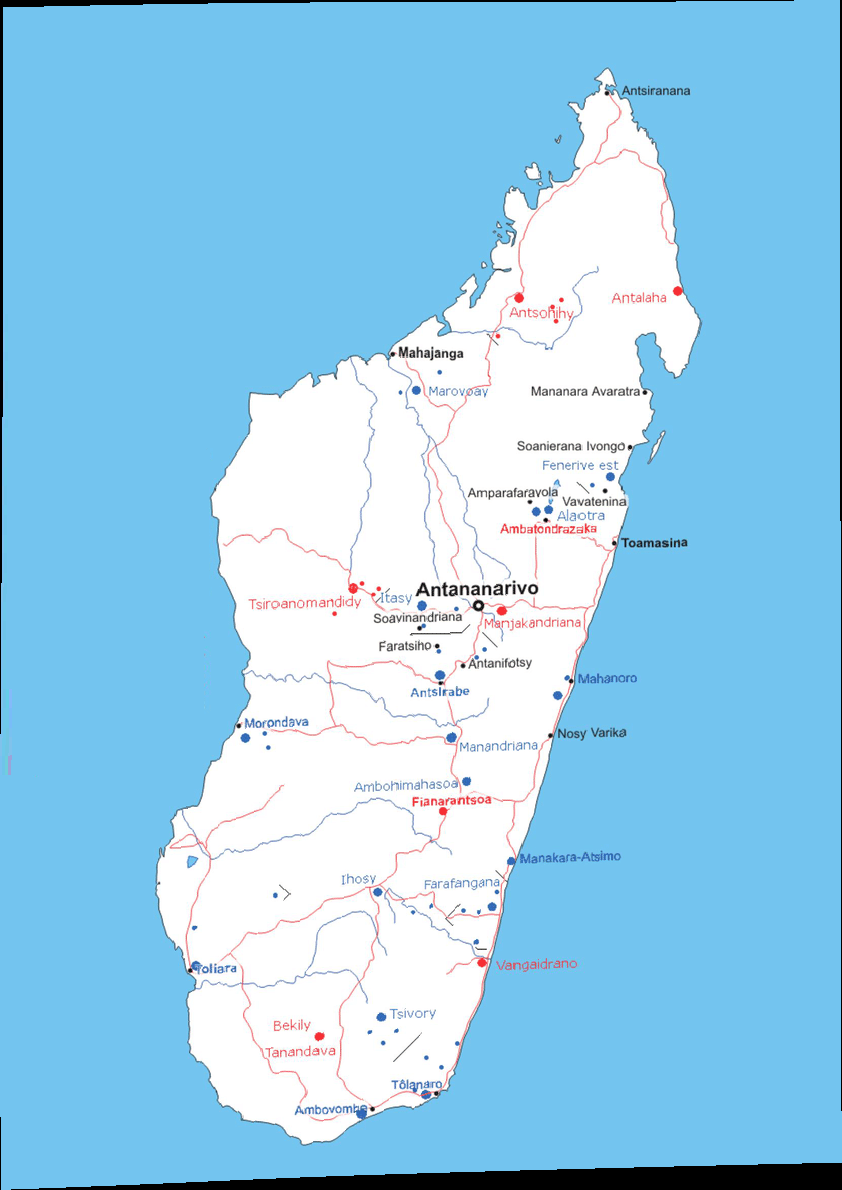 Antsiranana
Antalaha
Antsohihy
Mahajanga
Marovoay
Mananara Avaratra
Soanierana Ivongo
Fenerive est
Amparafaravola
Vavatenina
Alaotra
Ambatondrazaka
Toamasina
Antananarivo
Itasy
Tsiroanomandidy
Soavinandriana
Manjakandriana
Faratsiho
Antanifotsy
Mahanoro
Antsirabe
Morondava
Nosy Varika
Manandriana
Ambohimahasoa
Fianarantsoa
Manakara-Atsimo
Ihosy
Farafangana
Vangaidrano
Toliara
Tsivory
Bekily
Tanandava
Tôlanaro
Ambovombe